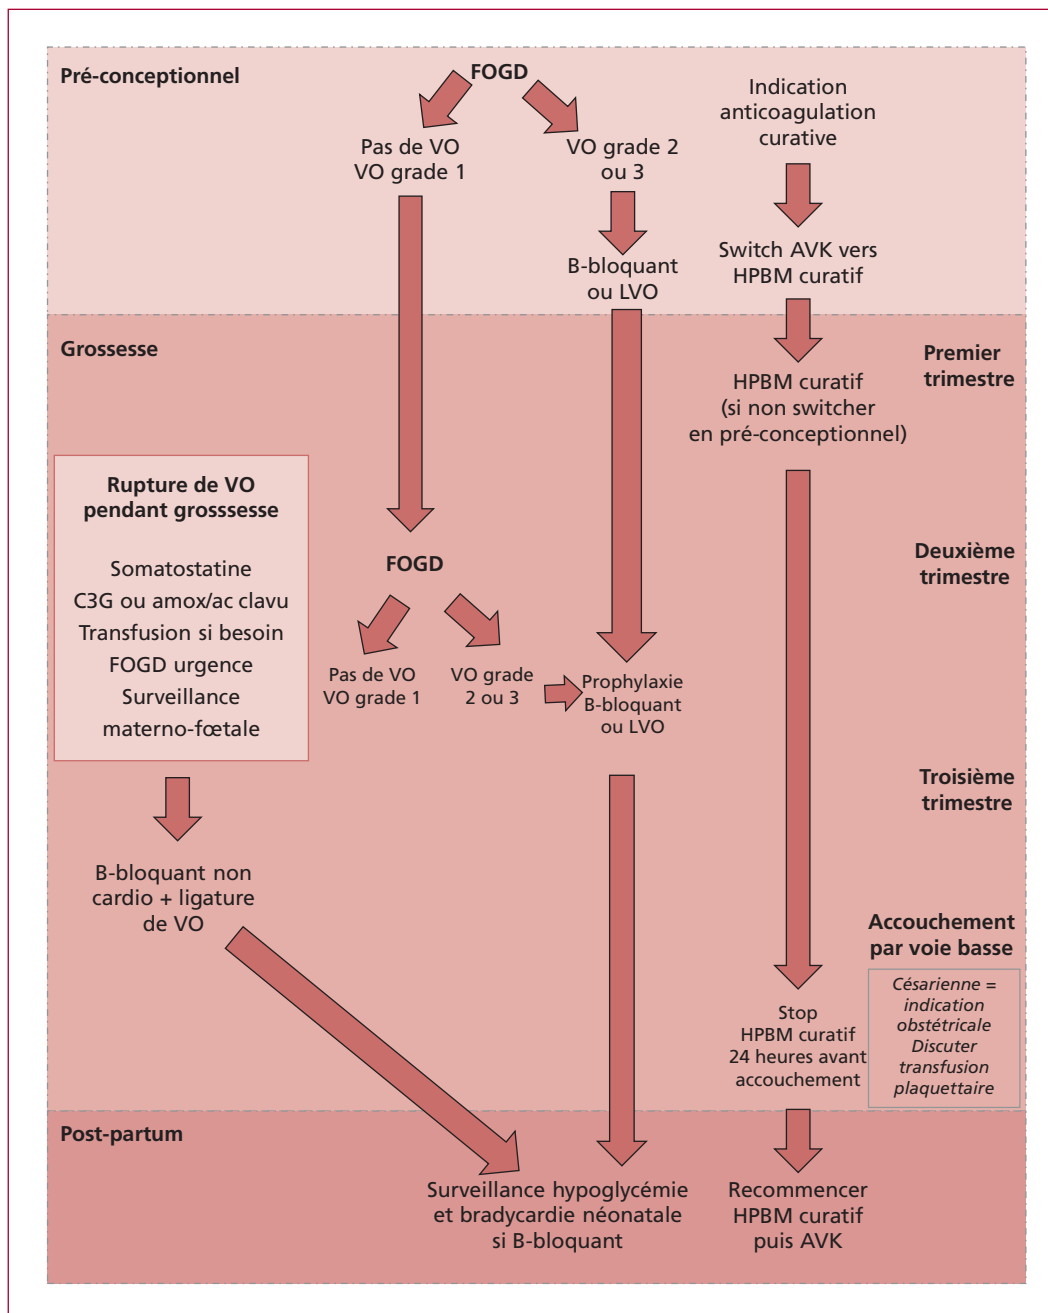 Pré-conceptionnel
FOGD
Pas de VO
VO grade 1
VO grade 2
ou 3
B-bloquant
ou LVO
Indication
anticoagulation
curative
Switch AVK vers
HPBM curatif
Grossesse
Premier
trimestre
HPBM curatif
(si non switcher
en pré-conceptionnel)
Rupture de VO
pendant grosssesse
Somatostatine
C3G ou amox/ac clavu
Transfusion si besoin
FOGD urgence
Surveillance
materno-fœtale
FOGD
Deuxième
trimestre
Pas de VO
VO grade 1
VO grade
2 ou 3
Prophylaxie
B-bloquant
ou LVO
Troisième
trimestre
B-bloquant non
cardio + ligature
de VO
Accouchement
par voie basse
Césarienne =
indication
obstétricale
Discuter
transfusion
plaquettaire
Stop
HPBM curatif
24 heures avant
accouchement
Post-partum
Surveillance hypoglycémie
et bradycardie néonatale
si B-bloquant
Recommencer
HPBM curatif
puis AVK